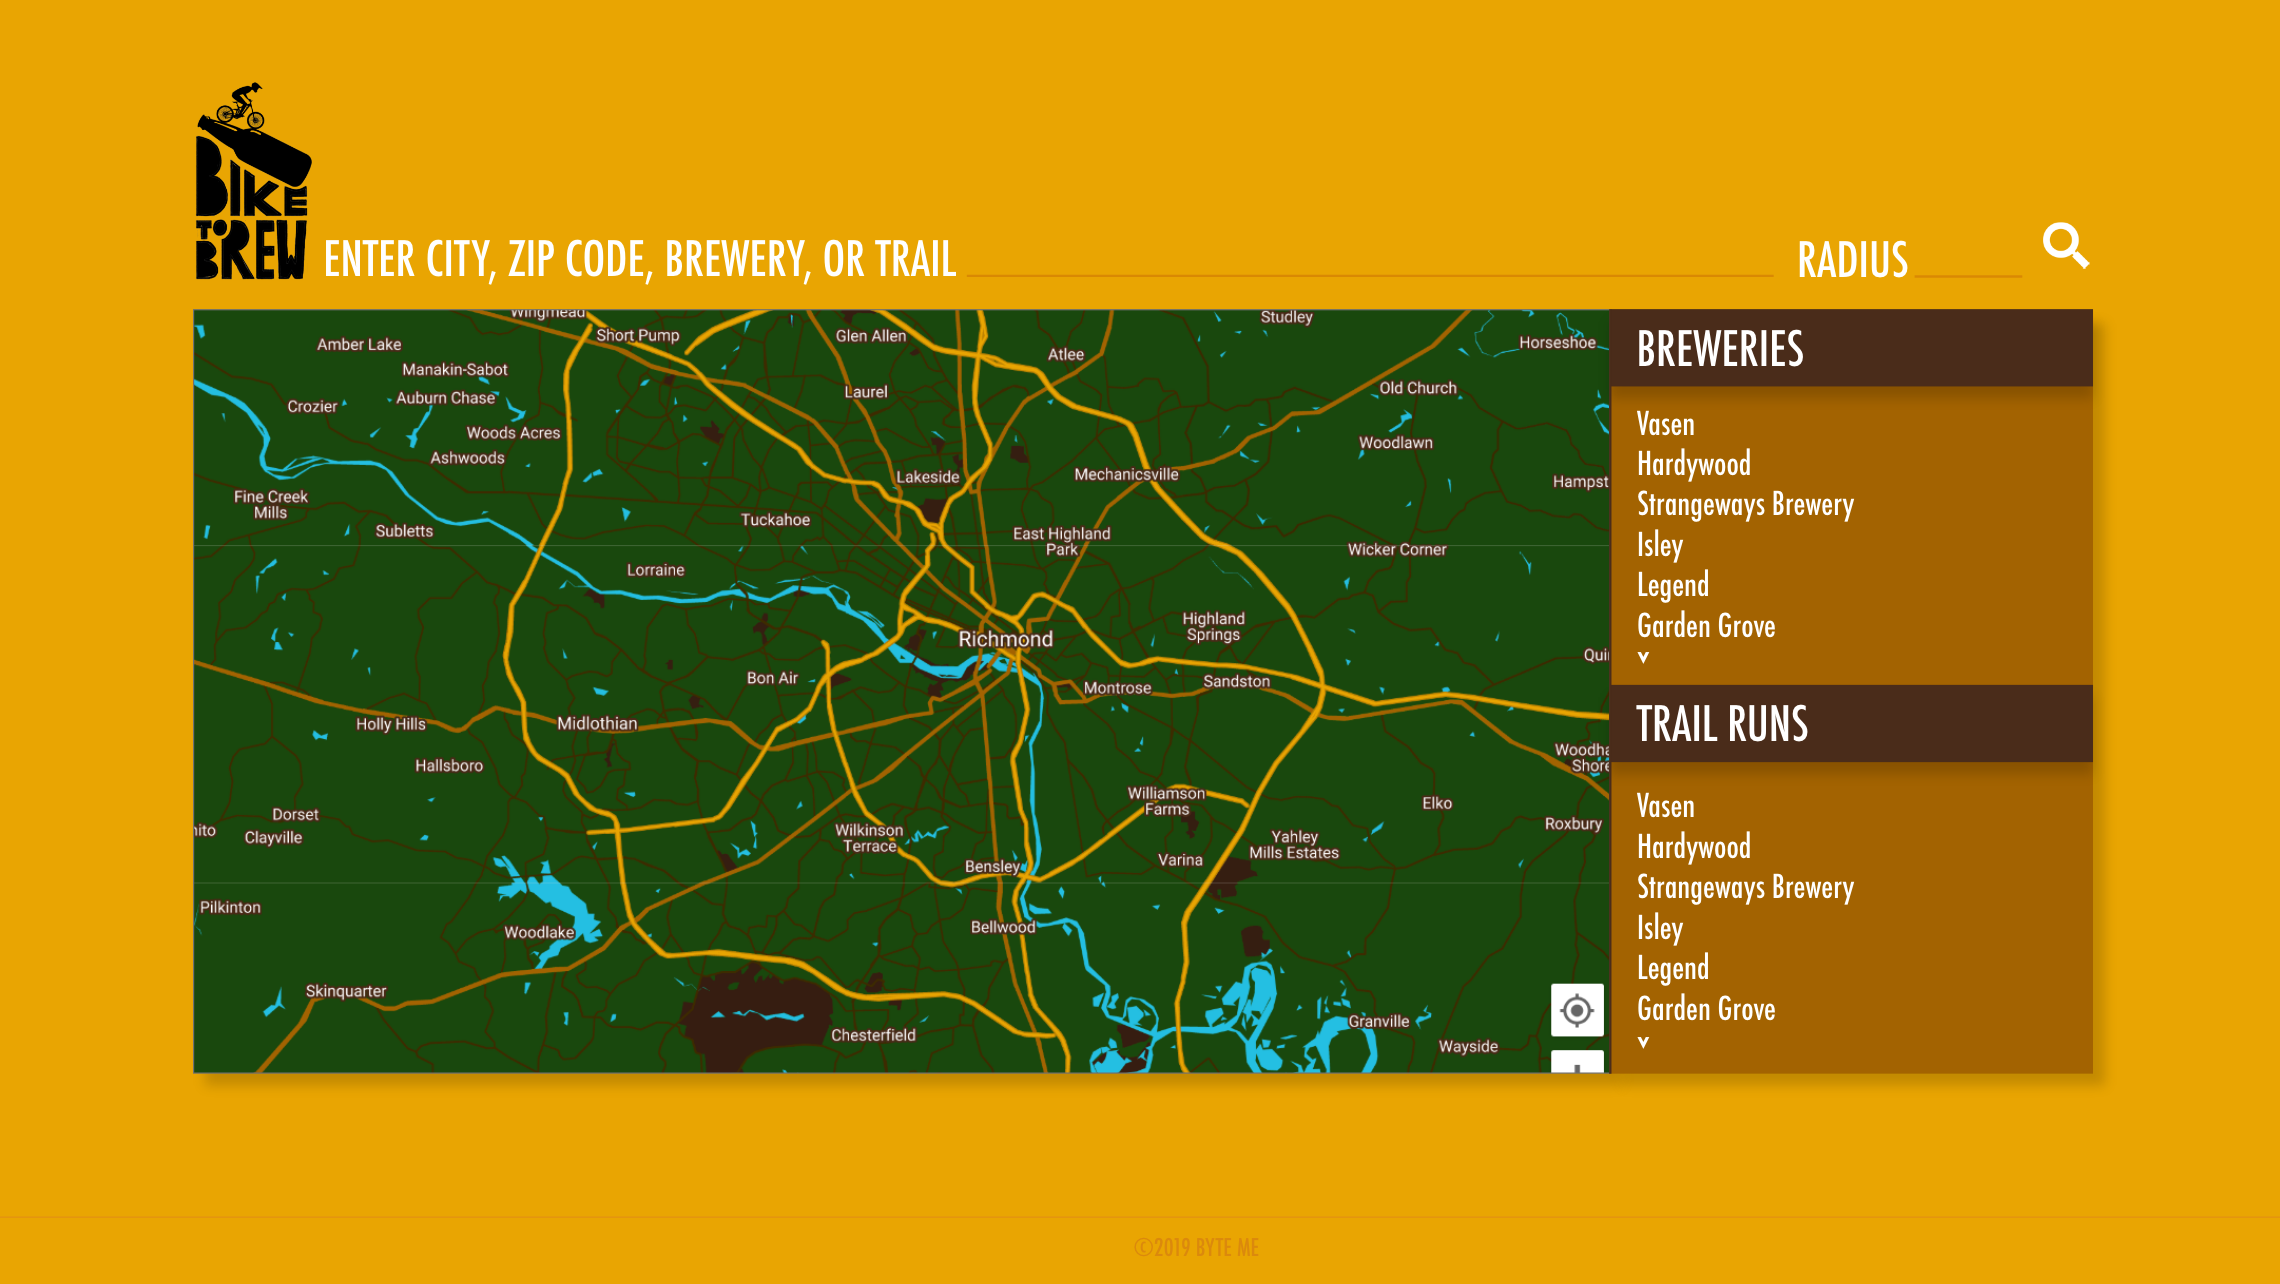 BIKE
TO
BREW
ENTER CITY, ZIP CODE, BREWERY, OR TRAIL
RADIUS
Wingmead
Short Pump
Glen Allen
Studley
Amber Lake
Atlee
Horseshoe
Manakin-Sabot
Auburn Chase
Laurel
Old Church
Crozier
Woods Acres
Woodlawn
Ashwoods
Lakeside
Mechanicsville
Hampst
Fine Creek
Mills
Sublets
Tuckahoe
East Highland
Park
Wicker Corner
Lorraine
Richmond
Highland
Springs
Qui
Bon Air
Montrose
Sandston
Holly Hills
Midlothian
Hallsboro
Woodha
Shore
Williamson
Farms
Elko
Dorset
Clayville
nito
Wilkinson
Terrace
Roxbury
Yahley
Mills Estates
Bensley
Varina
Pilkinton
Woodlake
Bellwood
Skinquarter
Chesterfield
Granville
Wayside
BREWERIES
Vasen
Hardywood
Strangeways Brewery
Isley
Legend
Garden Grove
TRAIL RUNS
Vasen
Hardywood
Strangeways Brewery
Isley
Legend
Garden Grove
©2019 BYTE ME